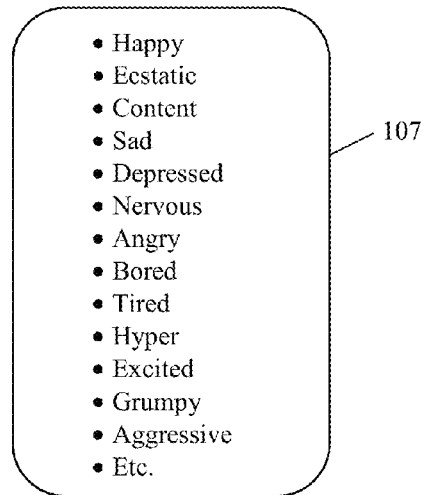 • Happy
• Ecstatic
• Content
• Sad
107
• Depressed
• Nervous
• Angry
• Bored
• Tired
• Hyper
• Excited
• Grumpy
• Aggressive
• Etc.